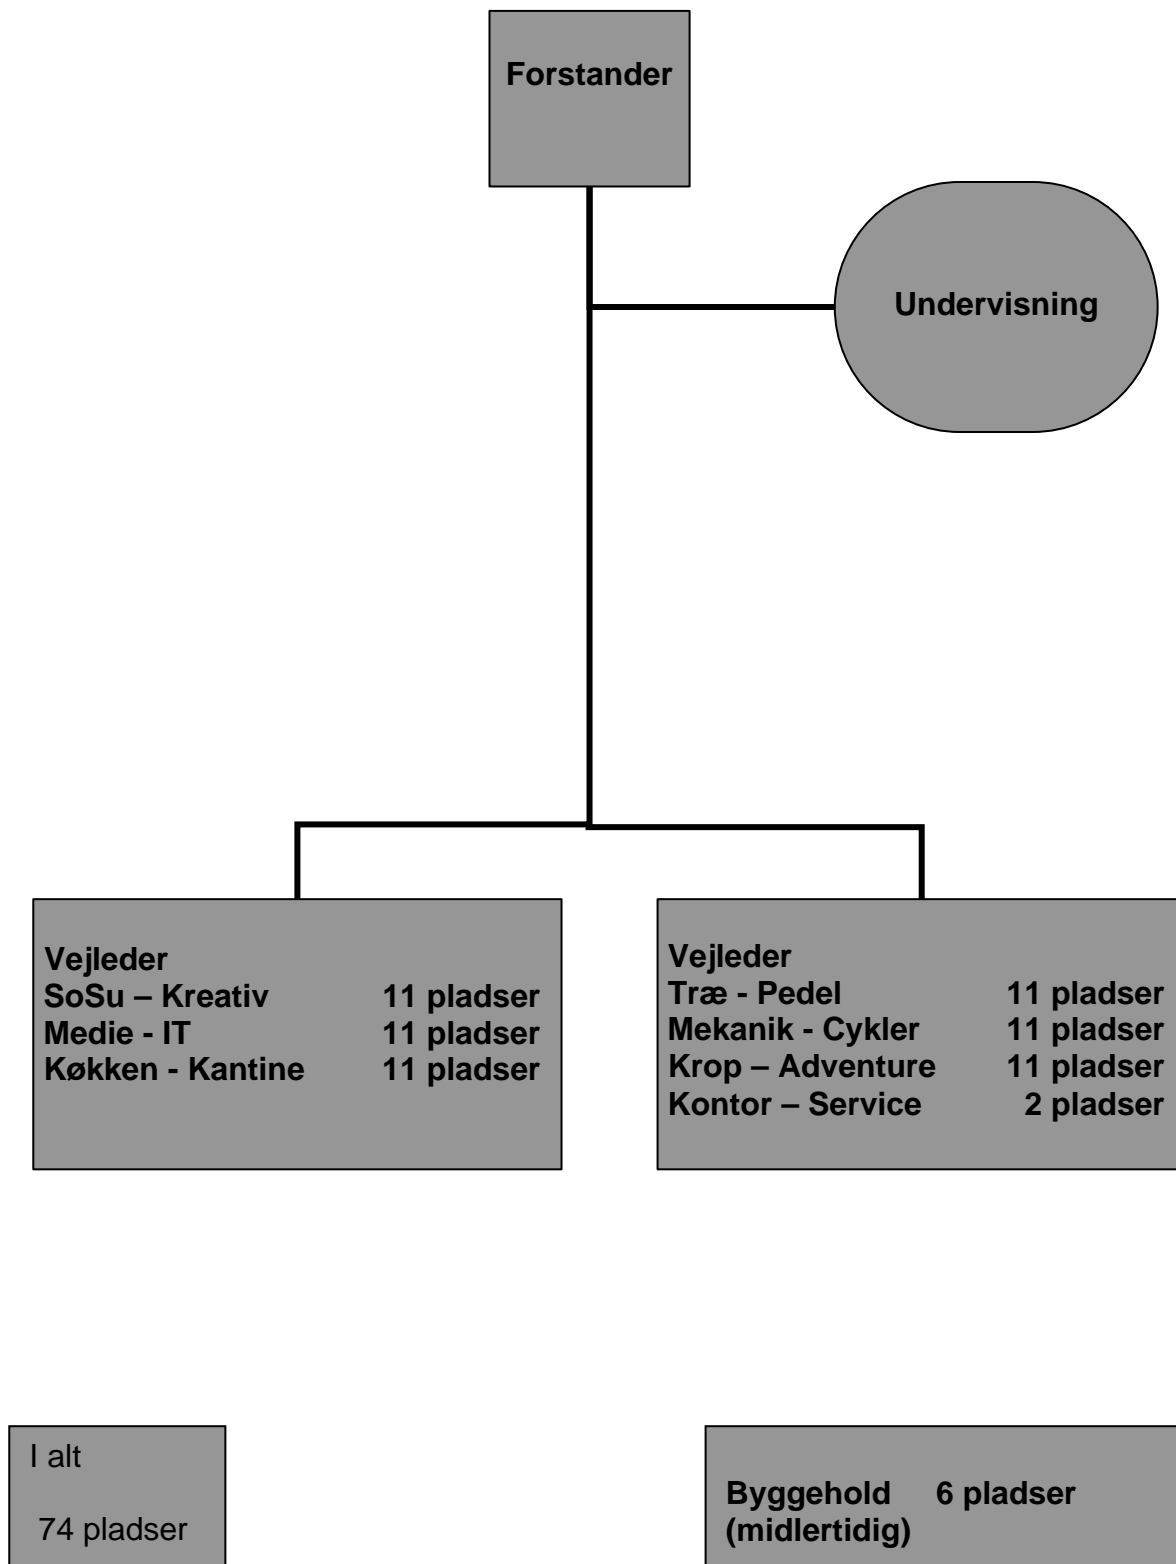 Forstander
Undervisning
Vejleder
SoSu – Kreativ 11 pladser
Medie - IT 11 pladser
Køkken - Kantine 11 pladser
Vejleder
Træ - Pedel 11 pladser
Mekanik - Cykler 11 pladser
Krop – Adventure 11 pladser
Kontor – Service 2 pladser
I alt
74 pladser
Byggehold 6 pladser
(midlertidig)